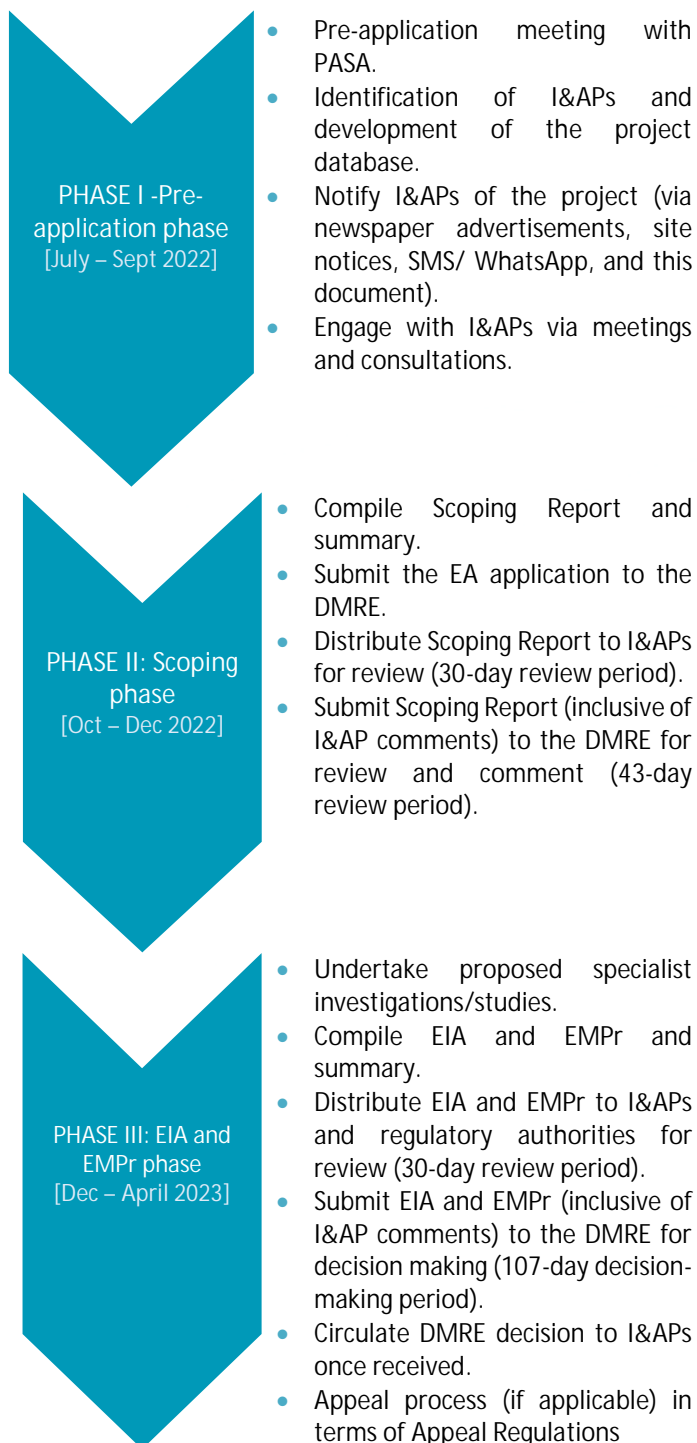 PHASE I -Pre-
application phase
[July – Sept 2022]
• Pre-application meeting with
PASA.
• Identification of I&APs and
development of the project
database.
• Notify I&APs of the project (via
newspaper advertisements, site
notices, SMS/ WhatsApp, and this
document).
• Engage with I&APs via meetings
and consultations.
PHASE II: Scoping
phase
[Oct – Dec 2022]
• Compile Scoping Report and
summary.
• Submit the EA application to the
DMRE.
• Distribute Scoping Report to I&APs
for review (30-day review period).
• Submit Scoping Report (inclusive of
I&AP comments) to the DMRE for
review and comment (43-day
review period).
PHASE III: EIA and
EMPr phase
[Dec – April 2023]
• Undertake proposed specialist
investigations/studies.
• Compile EIA and EMPr and
summary.
• Distribute EIA and EMPr to I&APs
and regulatory authorities for
review (30-day review period).
• Submit EIA and EMPr (inclusive of
I&AP comments) to the DMRE for
decision making (107-day decision-
making period).
• Circulate DMRE decision to I&APs
once received.
• Appeal process (if applicable) in
terms of Appeal Regulations